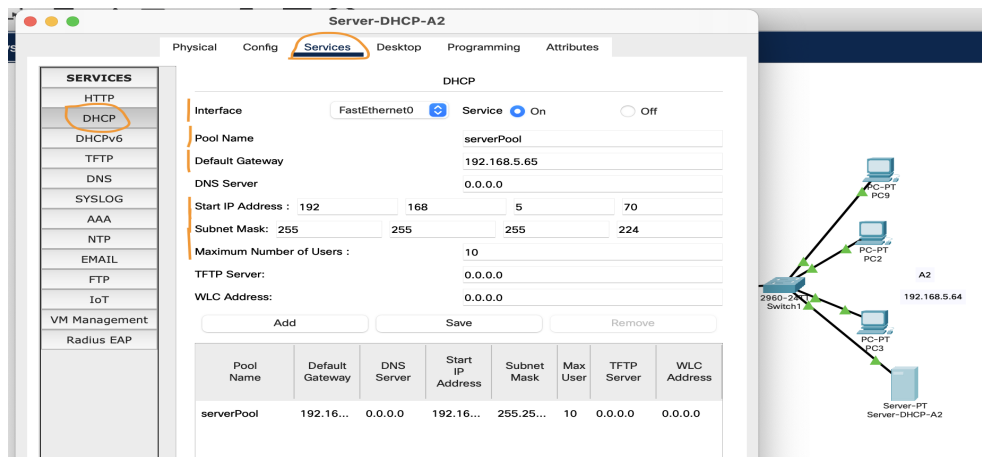 Server-DHCP-A2
Physical Config Services Desktop Programming Attributes
SERVICES
HTTP
DHCP
DHCPv6
TFTP
DNS
SYSLOG
AAA
NTP
EMAIL
FTP
IoT
VM Management
Radius EAP
DHCP
Interface FastEthernet0 Service On Off
Pool Name serverPool
Default Gateway 192.168.5.65
DNS Server 0.0.0.0
Start IP Address : 192 168 5 70
Subnet Mask: 255 255 255 224
Maximum Number of Users : 10
TFTP Server: 0.0.0.0
WLC Address: 0.0.0.0
Add Save Remove
Pool Name Default Gateway DNS Server Start IP Address Subnet Mask Max User TFTP Server WLC Address
serverPool 192.16... 0.0.0.0 192.16... 255.25... 10 0.0.0.0 0.0.0.0
PC-PT
PC9
PC-PT
PC2
A2
192.168.5.64
Switch1
PC-PT
PC3
Server-PT
Server-DHCP-A2